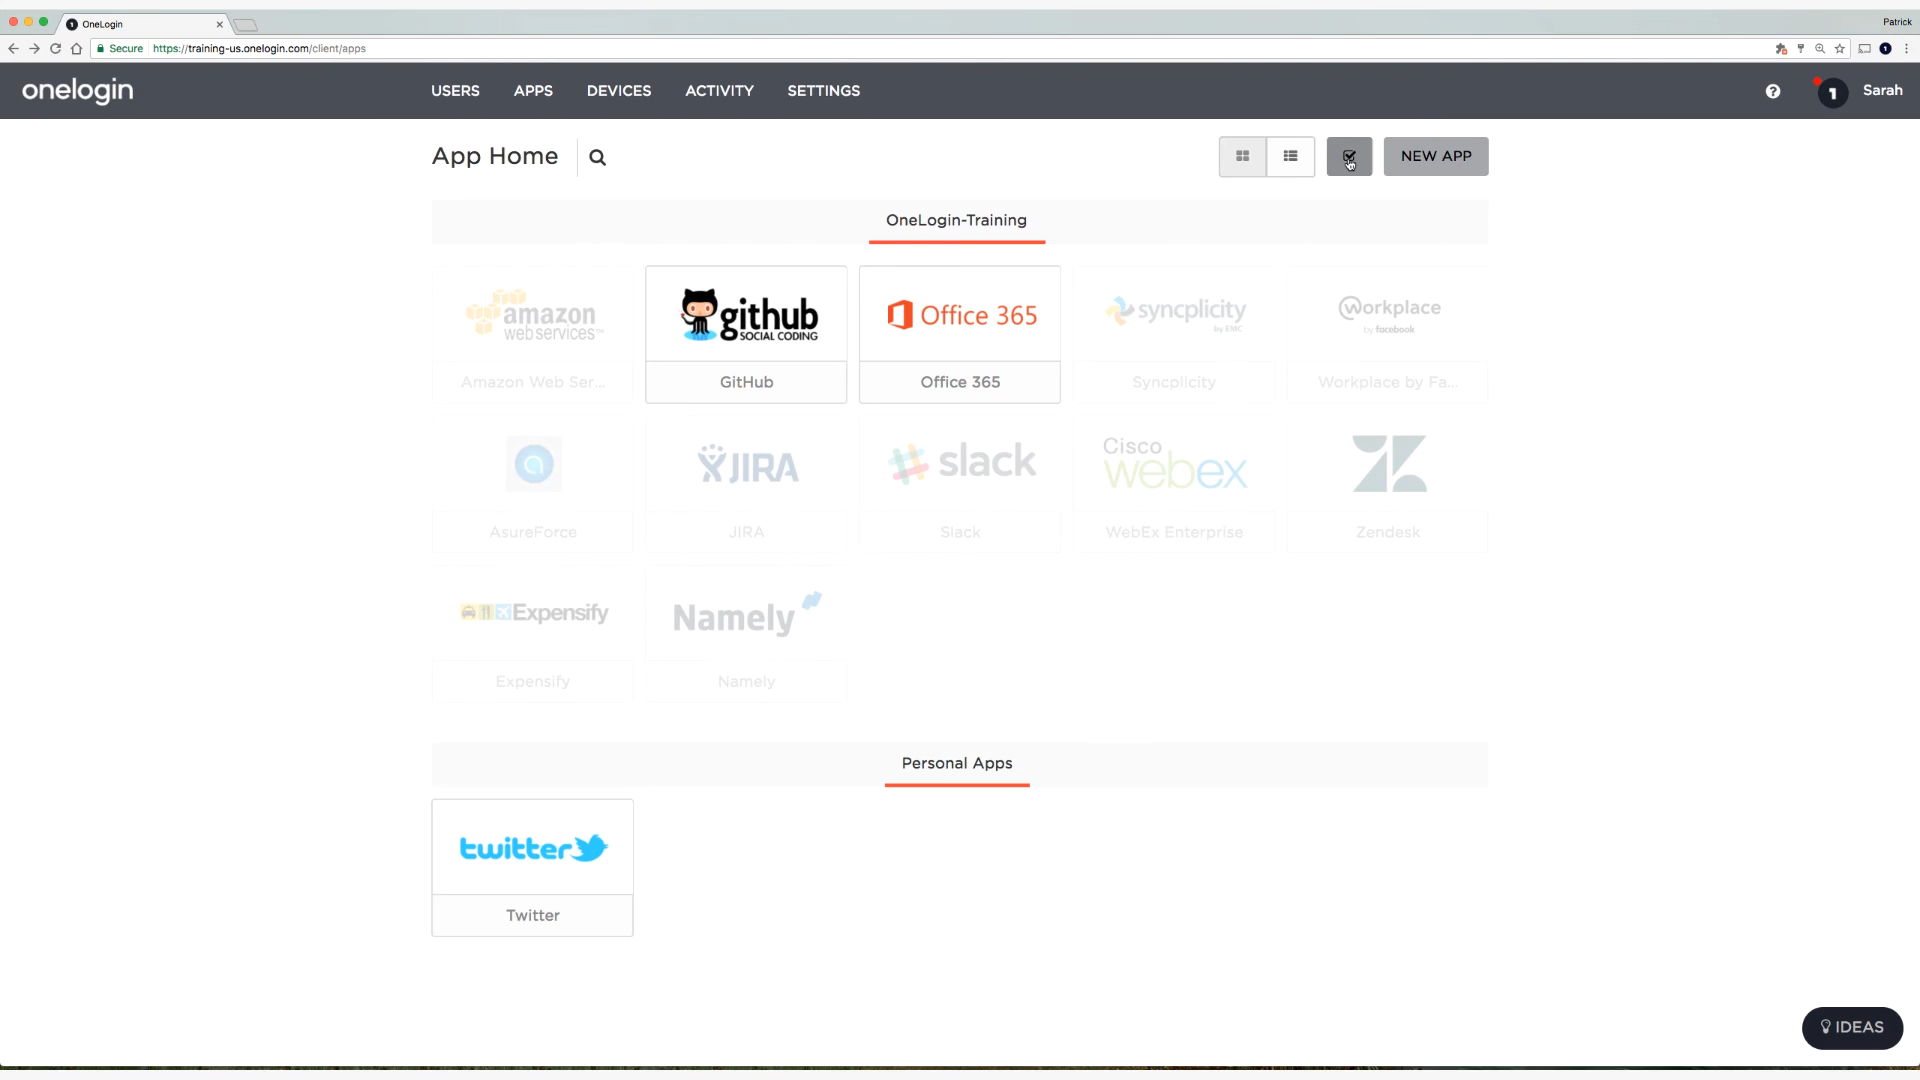 OneLogin
Patrick
Secure https://training-us.onelogin.com/client/apps
onelogin
USERS APPS DEVICES ACTIVITY SETTINGS
? 1 Sarah
App Home
NEW APP
OneLogin-Training
amazon
webservices™
github
SOCIAL CODING
Office 365
syncplicity
by EMC
workplace
by facebook
Amazon Web Ser...
GitHub
Office 365
Syncplicity
Workplace by Fa...
JIRA
slack
Cisco
webex
AsureForce
JIRA
Slack
WebEx Enterprise
Zendesk
Expensify
Namely
Expensify
Namely
Personal Apps
twitter
Twitter
IDEAS